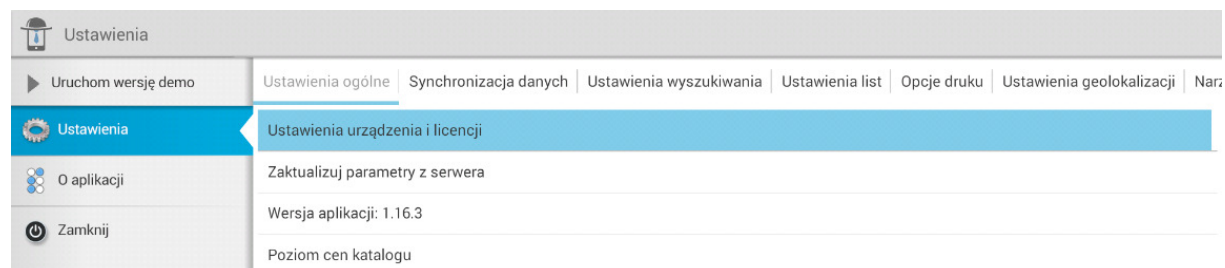 Ustawienia
Uruchom wersję demo
Ustawienia
O aplikacji
Zamknij
Ustawienia ogólne Synchronizacja danych Ustawienia wyszukiwania Ustawienia list Opcje druku Ustawienia geolokalizacji
Ustawienia urządzenia i licencji
Zaktualizuj parametry z serwera
Wersja aplikacji: 1.16.3
Poziom cen katalogu